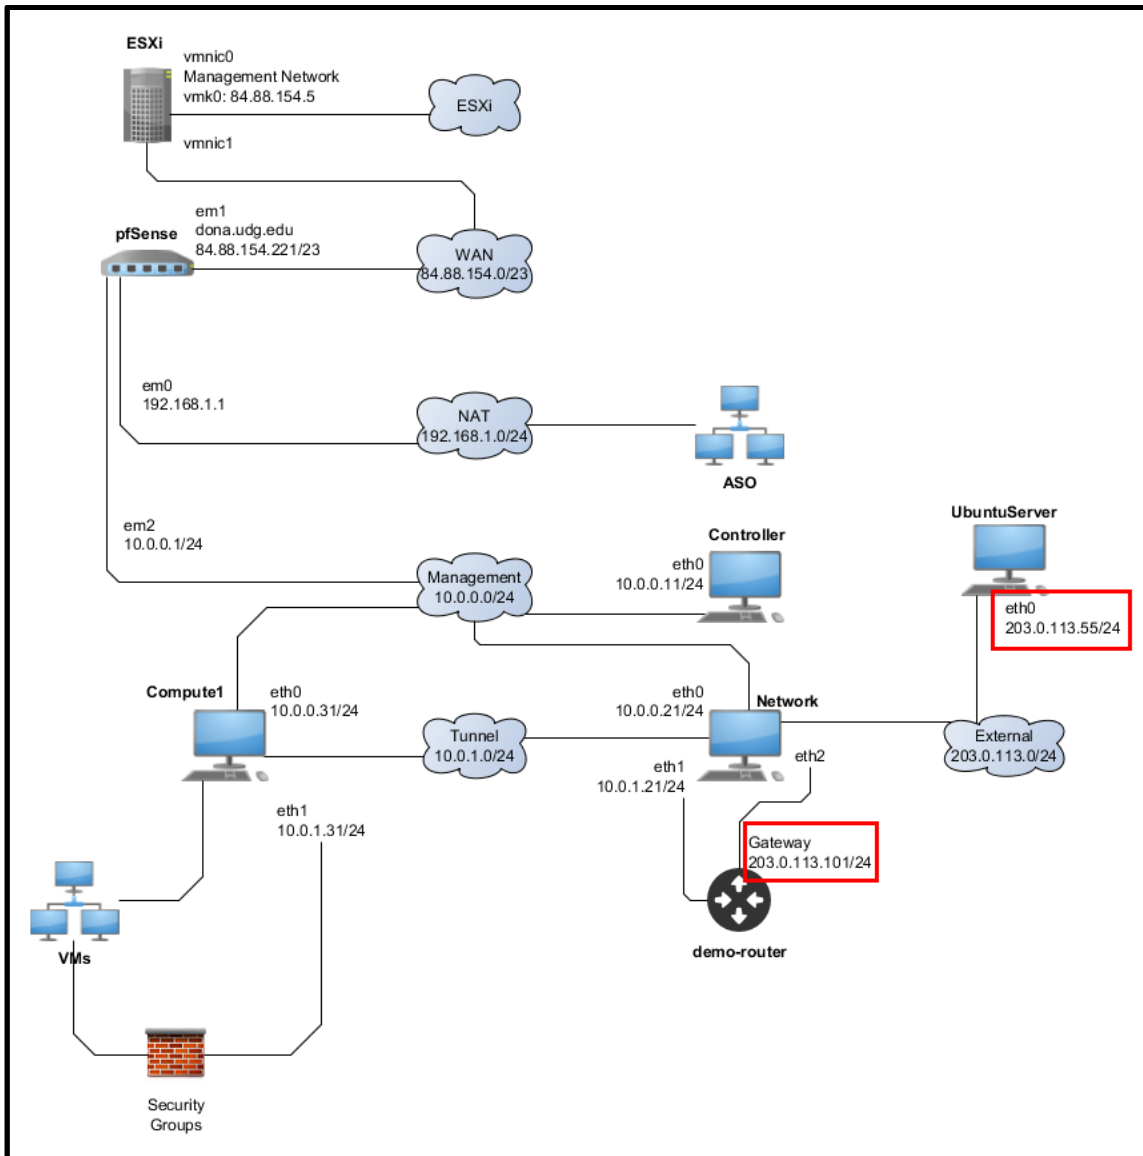 ESXi
vmnic0
Management Network
vmk0: 84.88.154.5
ESXi
vmnic1
em1
dona.udg.edu
84.88.154.221/23
pfSense
WAN
84.88.154.0/23
em0
192.168.1.1
NAT
192.168.1.0/24
ASO
em2
10.0.0.1/24
Management
10.0.0.0/24
Controller
eth0
10.0.0.11/24
UbuntuServer
eth0
203.0.113.55/24
Compute1
eth0
10.0.0.31/24
Tunnel
10.0.1.0/24
eth0
10.0.0.21/24
Network
External
203.0.113.0/24
eth1
10.0.1.21/24
eth2
eth1
10.0.1.31/24
Gateway
203.0.113.101/24
demo-router
VMs
Security
Groups